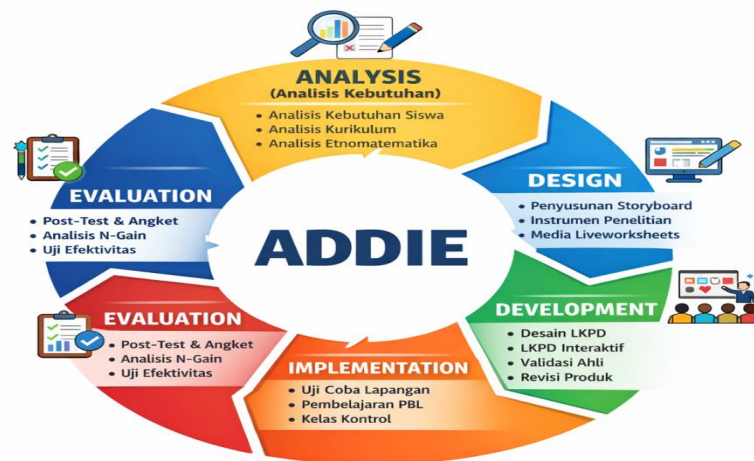 ANALYSIS
(Analisis Kebutuhan)
• Analisis Kebutuhan Siswa
• Analisis Kurikulum
• Analisis Etnomatematika
DESIGN
• Penyusunan Storyboard
• Instrumen Penelitian
• Media Liveworksheets
DEVELOPMENT
• Desain LKPD
• LKPD Interaktif
• Validasi Ahli
• Revisi Produk
IMPLEMENTATION
• Uji Coba Lapangan
• Pembelajaran PBL
• Kelas Kontrol
EVALUATION
• Post-Test & Angket
• Analisis N-Gain
• Uji Efektivitas
EVALUATION
• Post-Test & Angket
• Analisis N-Gain
• Uji Efektivitas
ADDIE